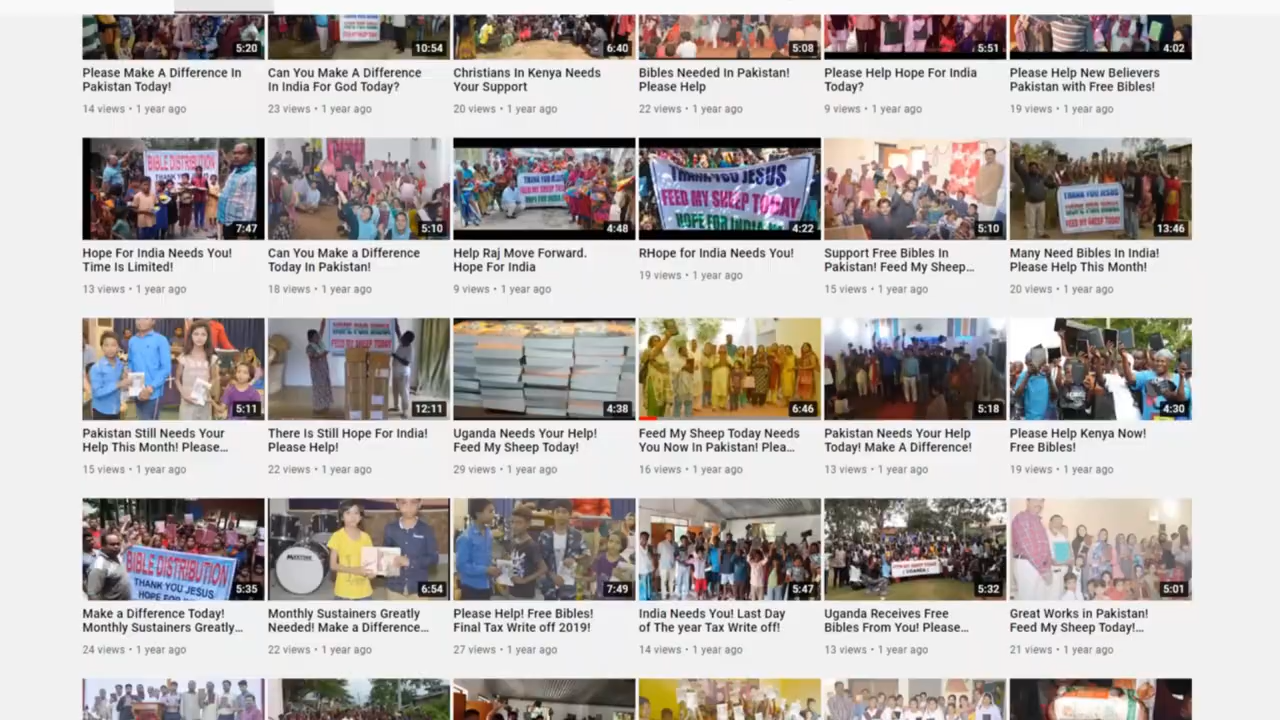 5:20
10:54
6:40
5:08
5:51
4:02
Please Make A Difference In
Pakistan Today!
14 views • 1 year ago
Can You Make A Difference
In India For God Today?
23 views • 1 year ago
Christians In Kenya Needs
Your Support
20 views • 1 year ago
Bibles Needed In Pakistan!
Please Help
22 views • 1 year ago
Please Help Hope For India
Today?
9 views • 1 year ago
Please Help New Believers
Pakistan with Free Bibles!
19 views • 1 year ago
BIBLE DISTRIBUTION
7:47
5:10
4:48
THANK YOU JESUS
FEED MY SHEEP TODAY
HOPE FOR INDIA
4:22
5:10
THANK YOU JESUS
FEED MY SHEEP TODAY
13:46
Hope For India Needs You!
Time Is Limited!
13 views • 1 year ago
Can You Make a Difference
Today In Pakistan!
18 views • 1 year ago
Help Raj Move Forward.
Hope For India
9 views • 1 year ago
RHope for India Needs You!
19 views • 1 year ago
Support Free Bibles In
Pakistan! Feed My Sheep...
15 views • 1 year ago
Many Need Bibles In India!
Please Help This Month!
20 views • 1 year ago
5:11
HOPE FOR INDIA
FEED MY SHEEP TODAY
12:11
4:38
6:46
5:18
4:30
Pakistan Still Needs Your
Help This Month! Please...
15 views • 1 year ago
There Is Still Hope For India!
Please Help!
22 views • 1 year ago
Uganda Needs Your Help!
Feed My Sheep Today!
29 views • 1 year ago
Feed My Sheep Today Needs
You Now In Pakistan! Plea...
16 views • 1 year ago
Pakistan Needs Your Help
Today! Make A Difference!
13 views • 1 year ago
Please Help Kenya Now!
Free Bibles!
19 views • 1 year ago
BIBLE DISTRIBUTION
THANK YOU JESUS
HOPE FOR
5:35
6:54
7:49
5:47
5:32
5:01
Make a Difference Today!
Monthly Sustainers Greatly...
24 views • 1 year ago
Monthly Sustainers Greatly
Needed! Make a Difference...
22 views • 1 year ago
Please Help! Free Bibles!
Final Tax Write off 2019!
27 views • 1 year ago
India Needs You! Last Day
of The year Tax Write off!
14 views • 1 year ago
Uganda Receives Free
Bibles From You! Please...
13 views • 1 year ago
Great Works in Pakistan!
Feed My Sheep Today!...
21 views • 1 year ago